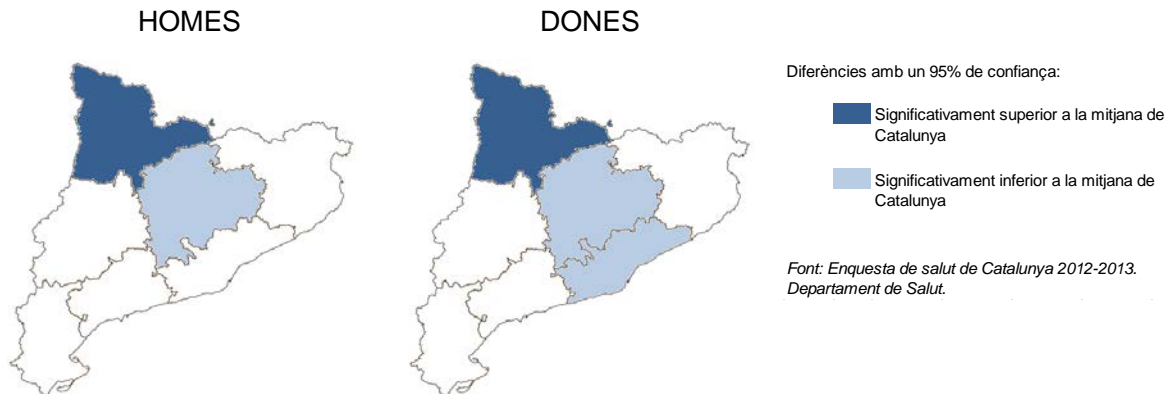 HOMES
DONES
Diferències amb un 95% de confiança:
Significativament superior a la mitjana de
Catalunya
Significativament inferior a la mitjana de
Catalunya
Font: Enquesta de salut de Catalunya 2012-2013.
Departament de Salut.